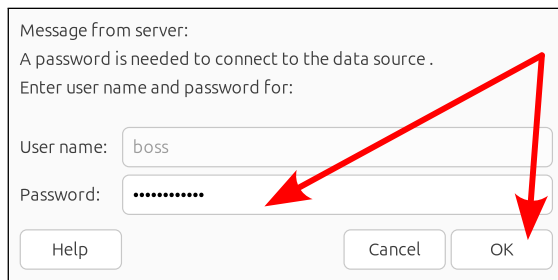 Message from server:
A password is needed to connect to the data source .
Enter user name and password for:
User name: boss
Password: ••••••••••••
Help Cancel OK